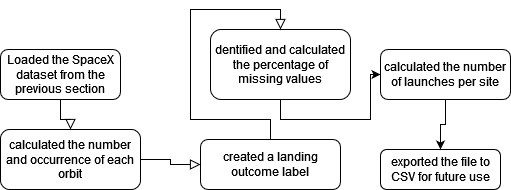 Loaded the SpaceX
dataset from the
previous section
calculated the number
and occurrence of each
orbit
created a landing
outcome label
dentified and calculated
the percentage of
missing values
calculated the number
of launches per site
exported the file to
CSV for future use